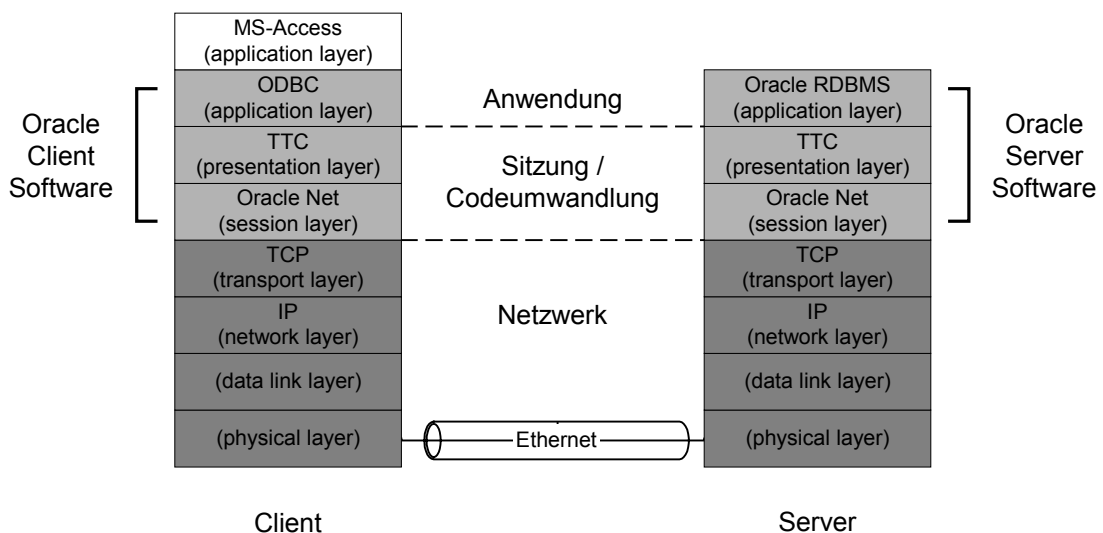 MS-Access
(application layer)
ODBC
(application layer)
TTC
(presentation layer)
Oracle Net
(session layer)
TCP
(transport layer)
IP
(network layer)
(data link layer)
(physical layer)
Oracle
Client
Software
Anwendung
Sitzung /
Codeumwandlung
Netzwerk
Ethernet
Oracle RDBMS
(application layer)
TTC
(presentation layer)
Oracle Net
(session layer)
TCP
(transport layer)
IP
(network layer)
(data link layer)
(physical layer)
Oracle
Server
Software
Client
Server